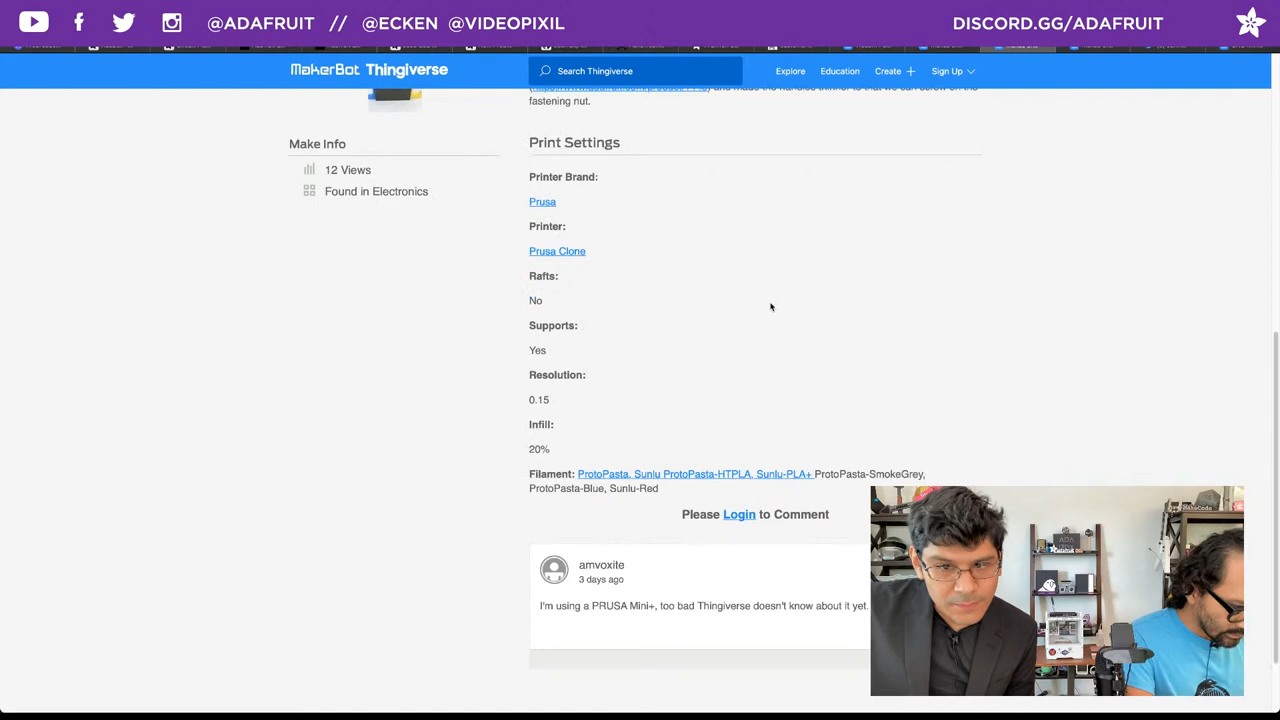 @ADAFRUIT // @ECKEN @VIDEOPIXIL
DISCORD.GG/ADAFRUIT
MakerBot Thingiverse
Search Thingiverse
Explore
Education
Create
Sign Up
fastening nut.
Make Info
12 Views
Found in Electronics
Print Settings
Printer Brand:
Prusa
Printer:
Prusa Clone
Rafts:
No
Supports:
Yes
Resolution:
0.15
Infill:
20%
Filament: ProtoPasta, Sunlu ProtoPasta-HTPLA, Sunlu-PLA+ ProtoPasta-SmokeGrey,
ProtoPasta-Blue, Sunlu-Red
Please Login to Comment
amvoxite
3 days ago
I'm using a PRUSA Mini+, too bad Thingiverse doesn't know about it yet.